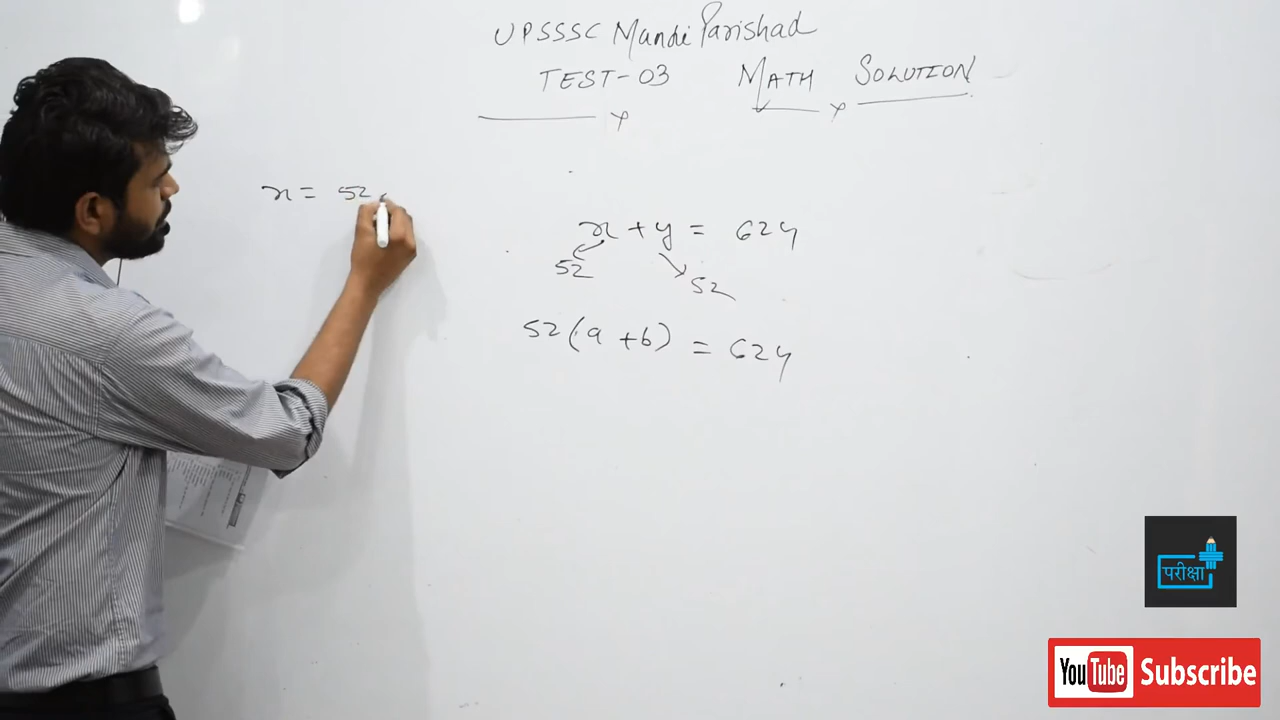 UPSSSC Mandi Parishad
TEST-03 MATH SOLUTION
x = 52
x + y = 624
52 52
52(a + b) = 624
परीक्षा
YouTube Subscribe